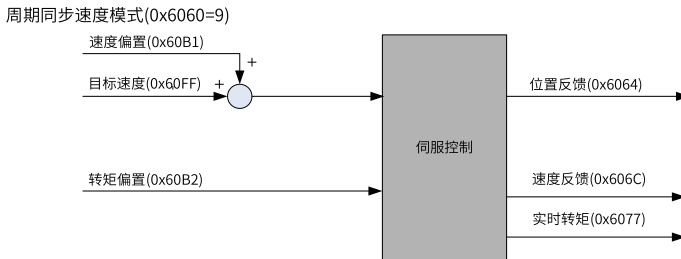 周期同步速度模式(0x6060=9)
速度偏置(0x60B1)
+
目标速度(0x60FF)
+
位置反馈(0x6064)
伺服控制
转矩偏置(0x60B2)
速度反馈(0x606C)
实时转矩(0x6077)